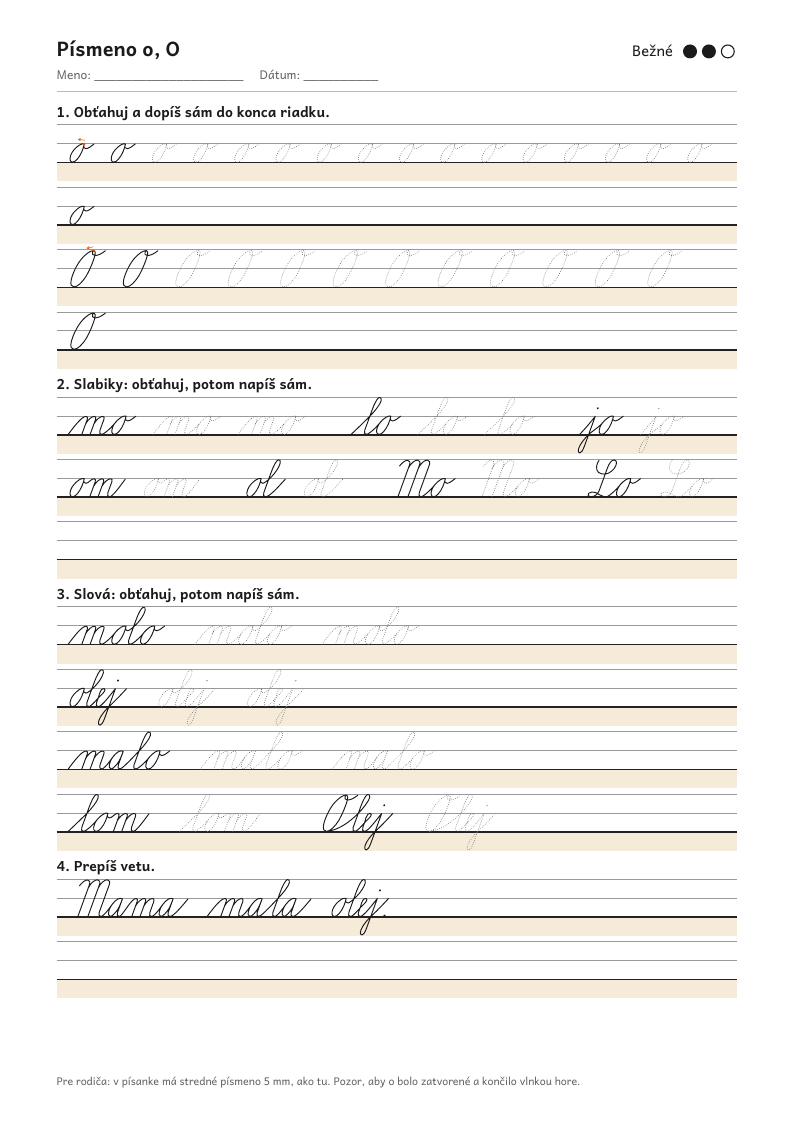 Písmeno o, O
Bežné
Meno: ____________________ Dátum: __________
1. Obťahuj a dopíš sám do konca riadku.
o o o o o o o o o o o o o o o o
o
O O O O O O O O O O O O
O
2. Slabiky: obťahuj, potom napíš sám.
mo mo mo lo lo lo jo jo
om om ol ol Mo Mo Lo Lo
3. Slová: obťahuj, potom napíš sám.
molo molo molo
olej olej olej
malo malo malo
lom lom Olej Olej
4. Prepíš vetu.
Mama mala olej.
Pre rodiča: v písanke má stredné písmeno 5 mm, ako tu. Pozor, aby o bolo zatvorené a končilo vlnkou hore.